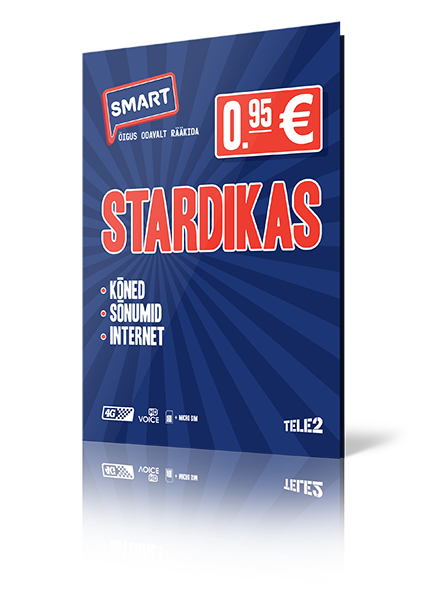 SMART
ÕIGUS ODAVALT RÄÄKIDA
0.95 €
STARDIKAS
• KÕNED
• SÕNUMID
• INTERNET
4G
HD
VOICE
+ MICRO SIM
TELE2